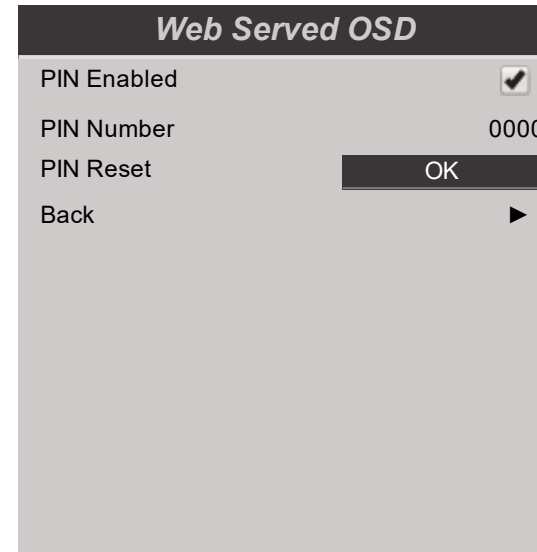 Web Served OSD
PIN Enabled
PIN Number 0000
PIN Reset OK
Back